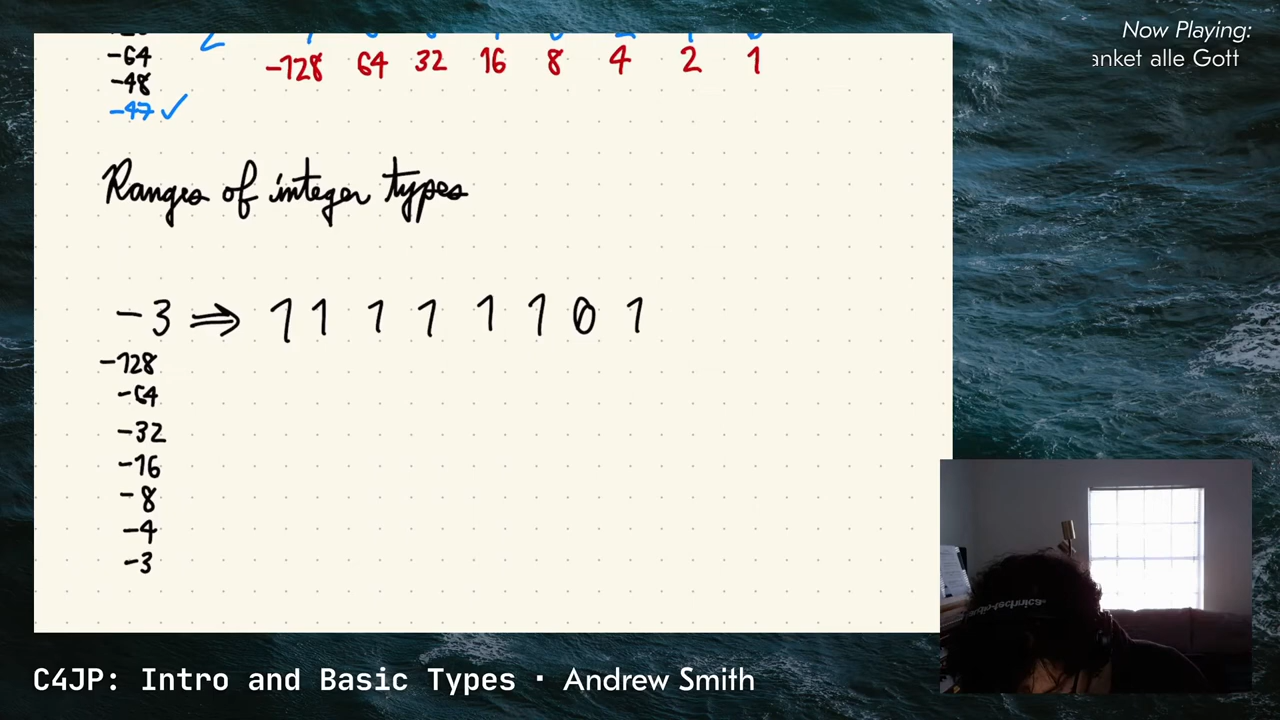 Now Playing:
anket alle Gott
-64
-48
-47 ✓
-128 64 32 16 8 4 2 1
Ranges of integer types
-3 ⇒ 1 1 1 1 1 1 0 1
-128
-64
-32
-16
-8
-4
-3
audio-technica
C4JP: Intro and Basic Types · Andrew Smith